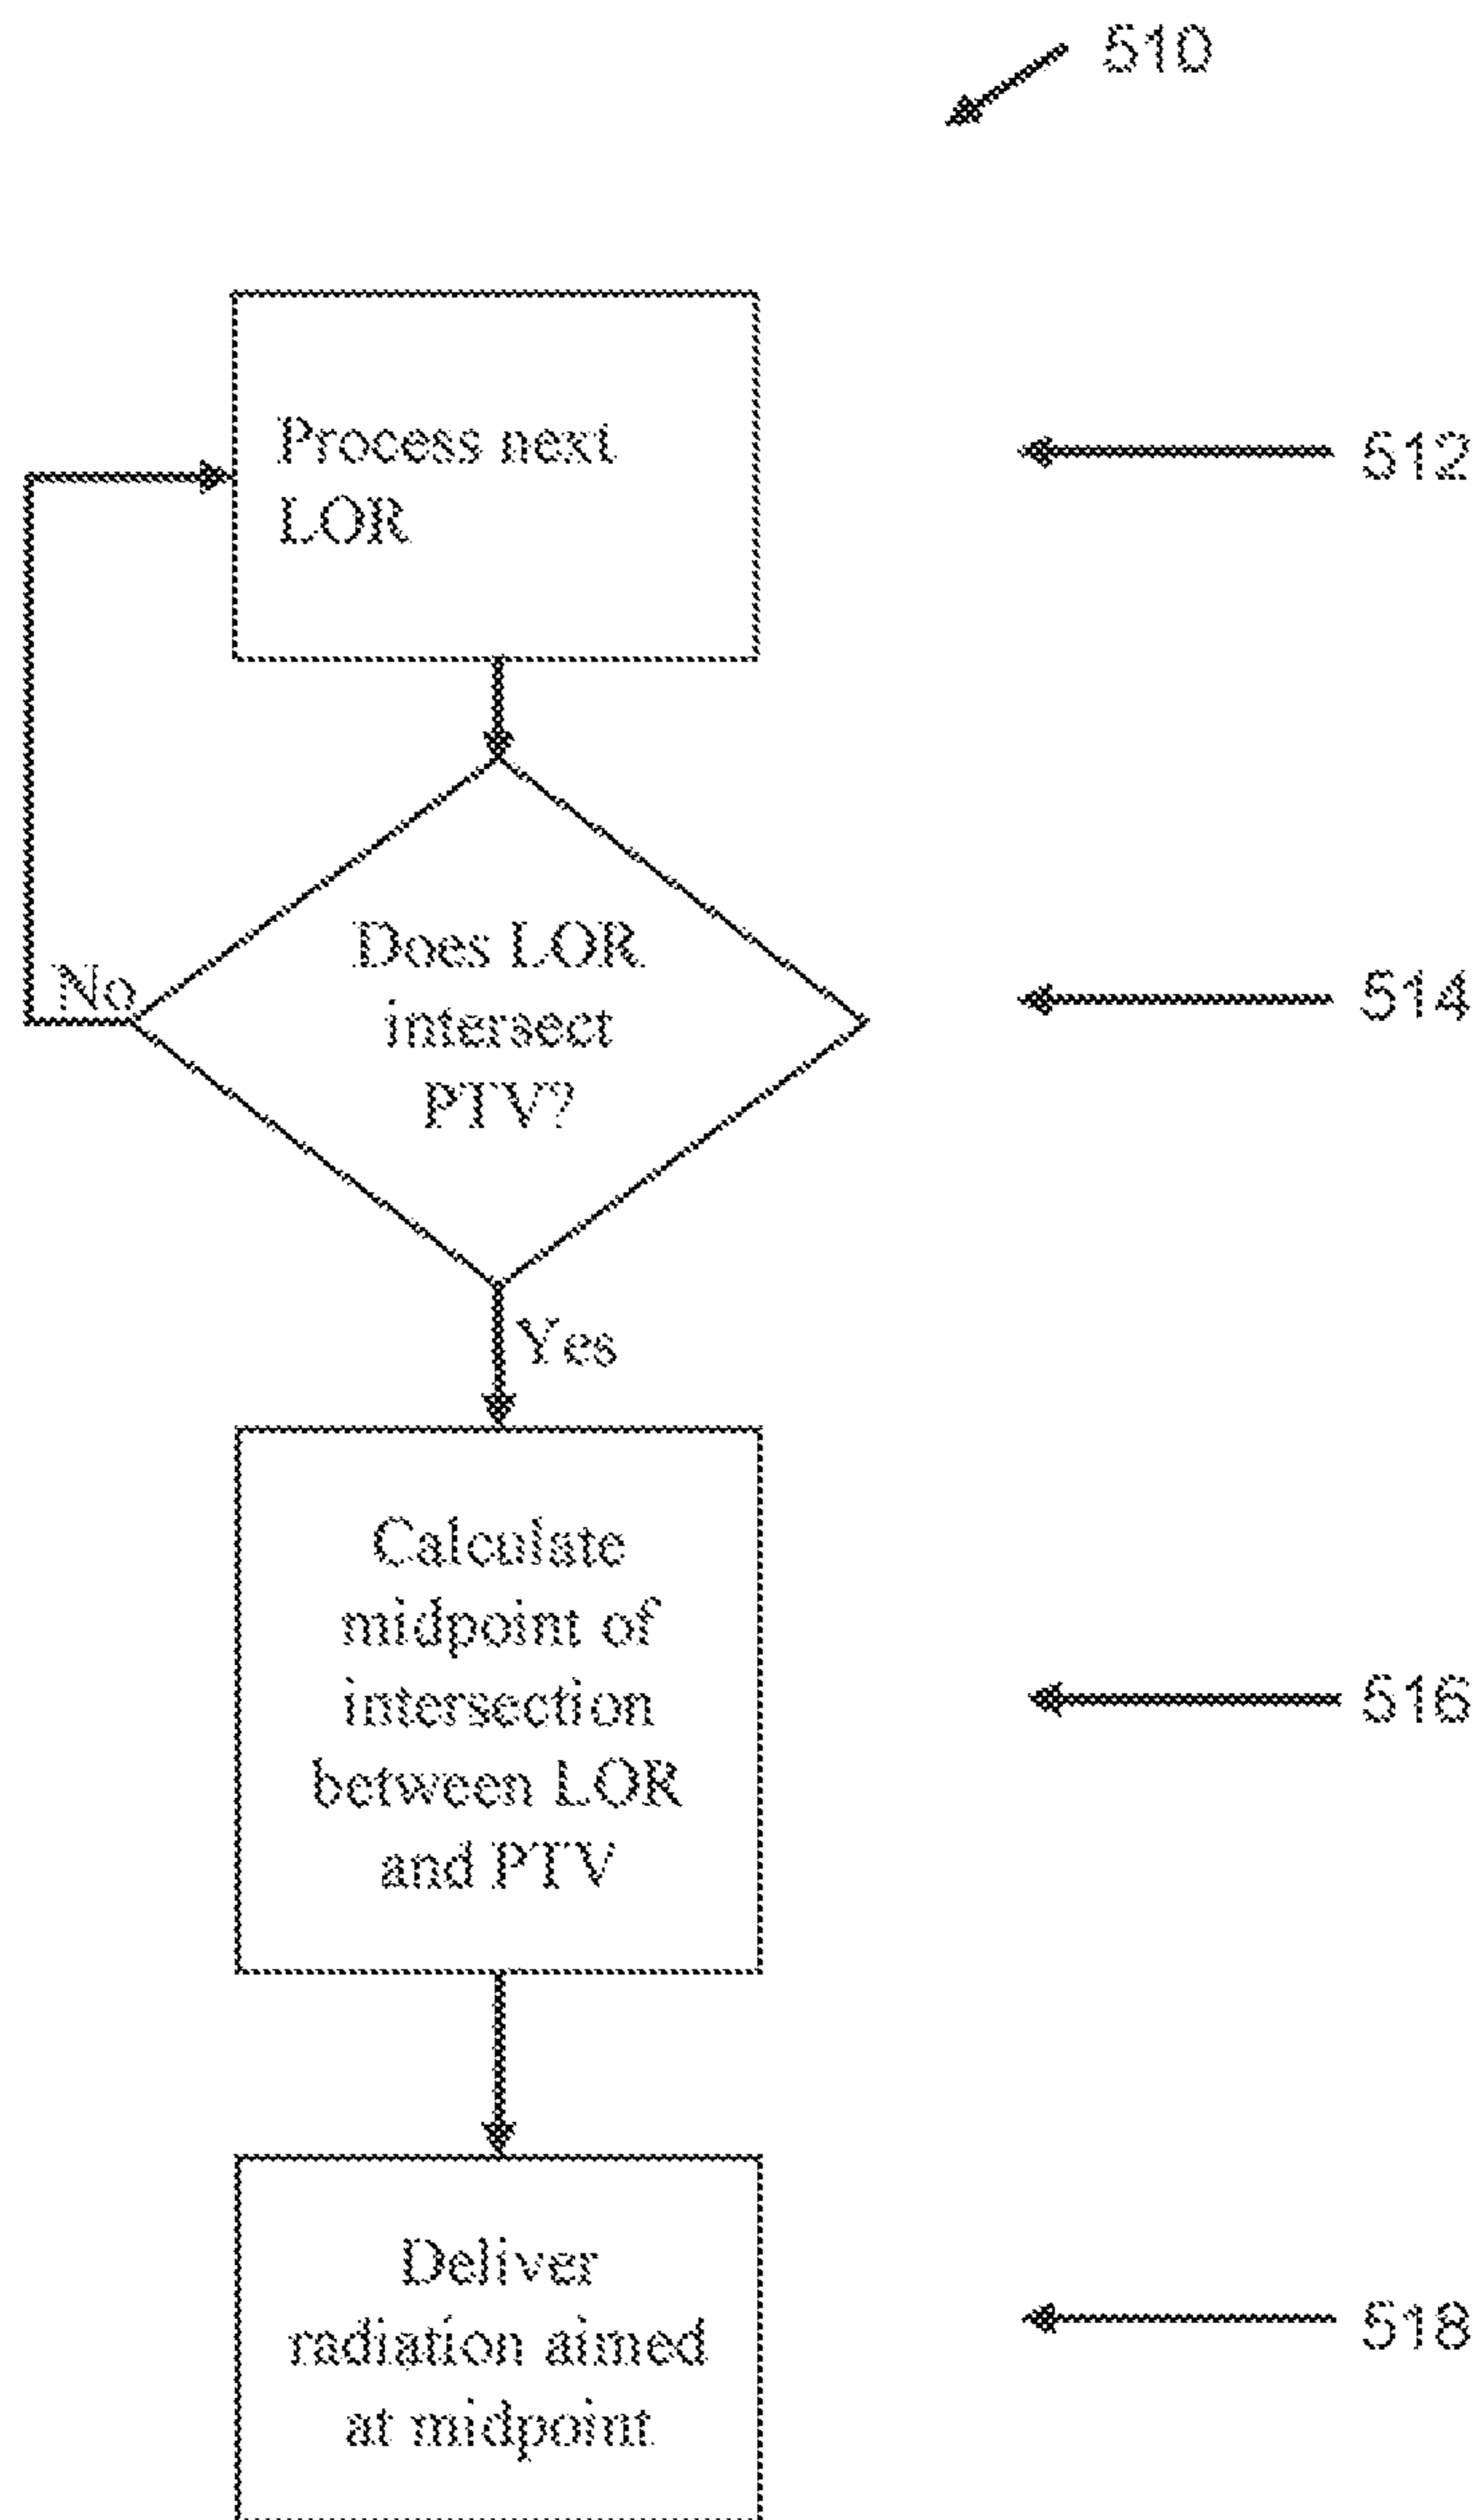 510
Process next
LOR
512
Does LOR
intersect
PTV?
No
514
Yes
Calculate
midpoint of
intersection
between LOR
and PTV
516
Deliver
radiation aimed
at midpoint
518